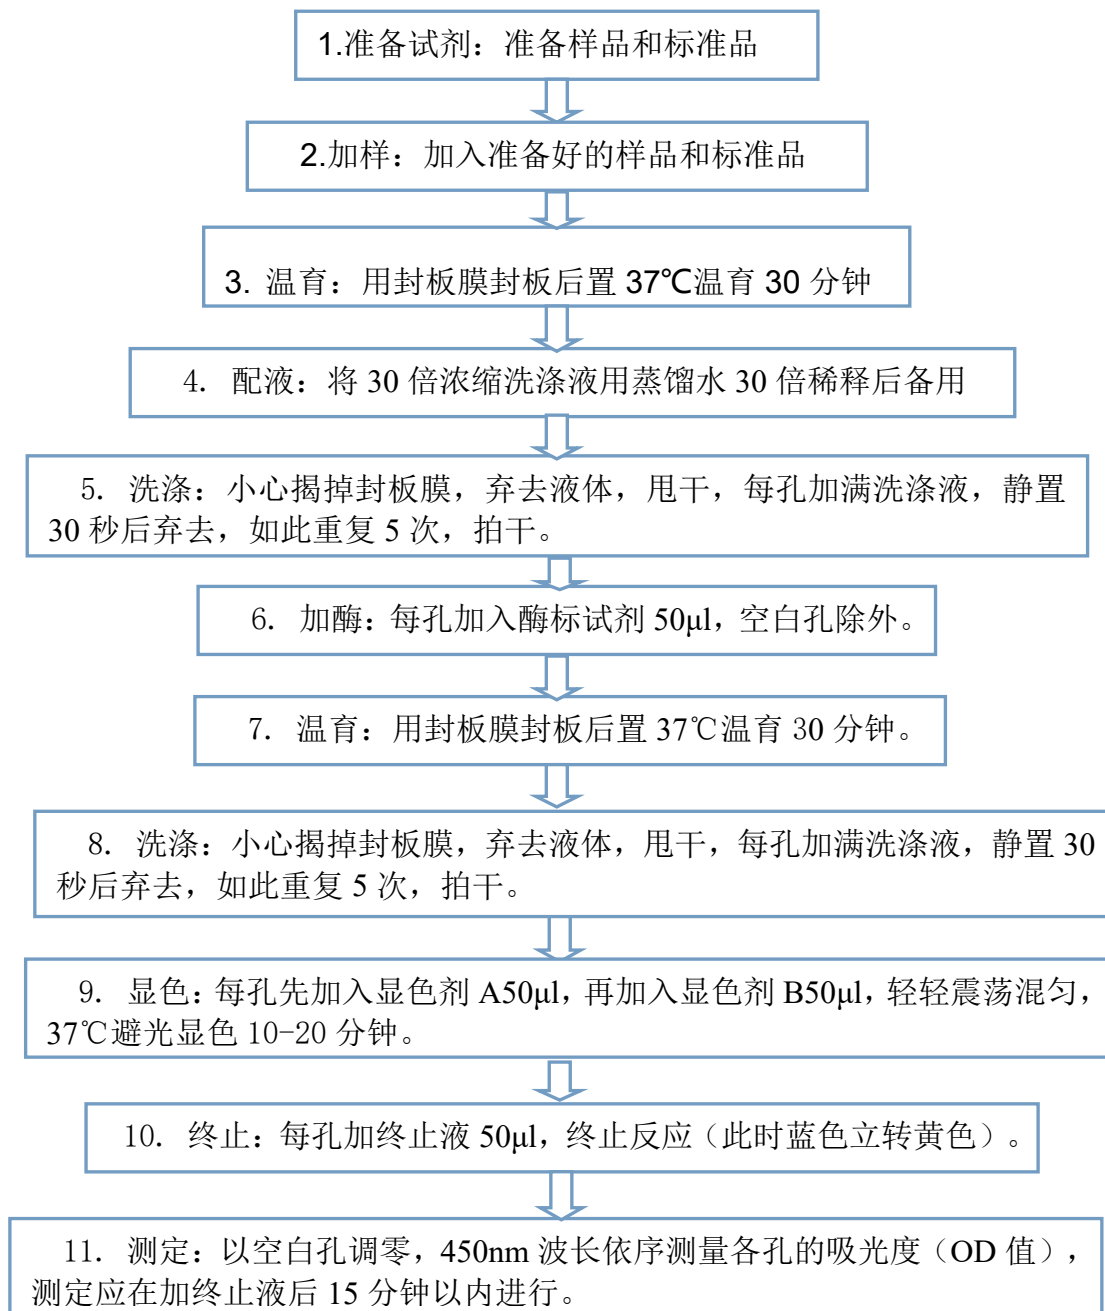 1.准备试剂：准备样品和标准品
2.加样：加入准备好的样品和标准品
3. 温育：用封板膜封板后置 37℃温育 30 分钟
4. 配液：将 30 倍浓缩洗涤液用蒸馏水 30 倍稀释后备用
5. 洗涤：小心揭掉封板膜，弃去液体，甩干，每孔加满洗涤液，静置
30 秒后弃去，如此重复 5 次，拍干。
6. 加酶：每孔加入酶标试剂 50μl，空白孔除外。
7. 温育：用封板膜封板后置 37℃温育 30 分钟。
8. 洗涤：小心揭掉封板膜，弃去液体，甩干，每孔加满洗涤液，静置 30
秒后弃去，如此重复 5 次，拍干。
9. 显色：每孔先加入显色剂 A50μl，再加入显色剂 B50μl，轻轻震荡混匀，
37℃避光显色 10-20 分钟。
10. 终止：每孔加终止液 50μl，终止反应（此时蓝色立转黄色）。
11. 测定：以空白孔调零，450nm 波长依序测量各孔的吸光度（OD 值），
测定应在加终止液后 15 分钟以内进行。